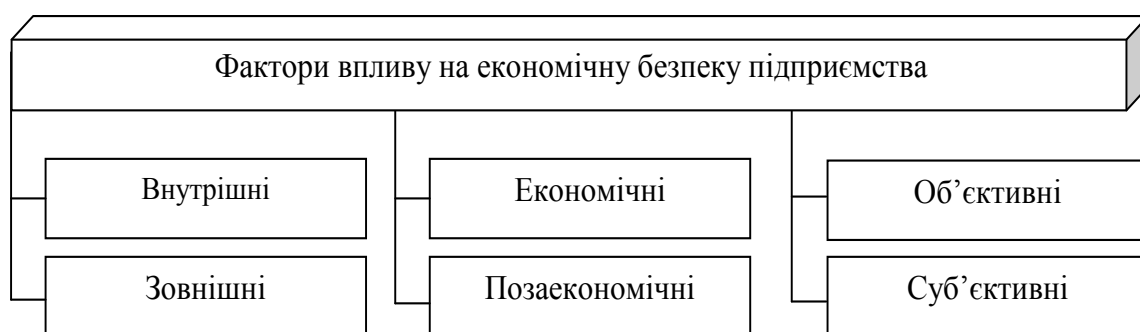 Фактори впливу на економічну безпеку підприємства
Внутрішні
Економічні
Об’єктивні
Зовнішні
Позаекономічні
Суб’єктивні